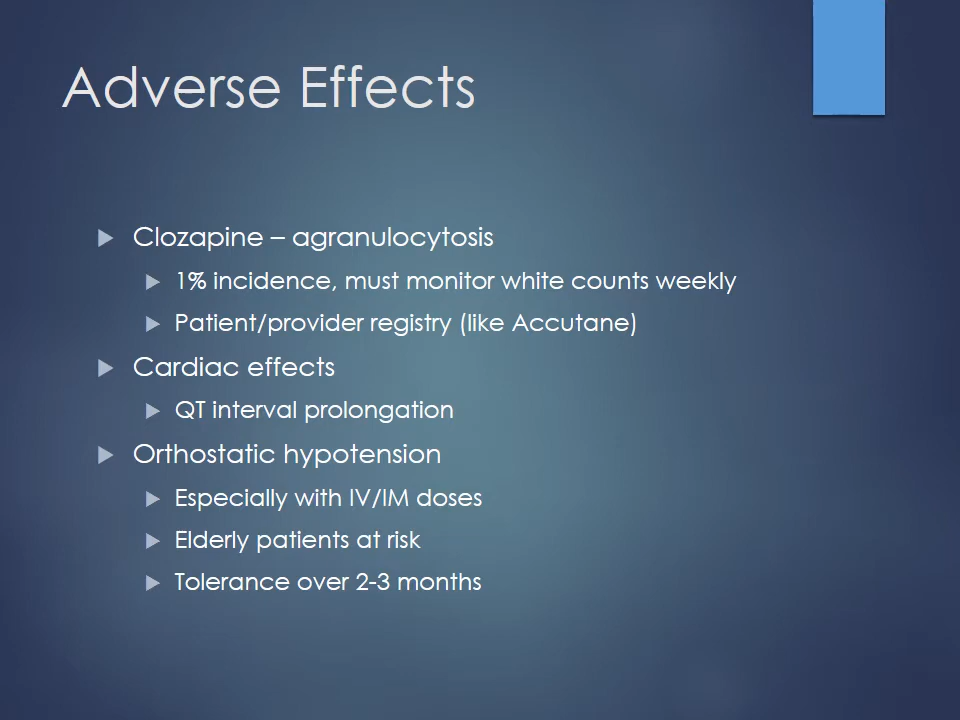 Adverse Effects
Clozapine – agranulocytosis
1% incidence, must monitor white counts weekly
Patient/provider registry (like Accutane)
Cardiac effects
QT interval prolongation
Orthostatic hypotension
Especially with IV/IM doses
Elderly patients at risk
Tolerance over 2-3 months